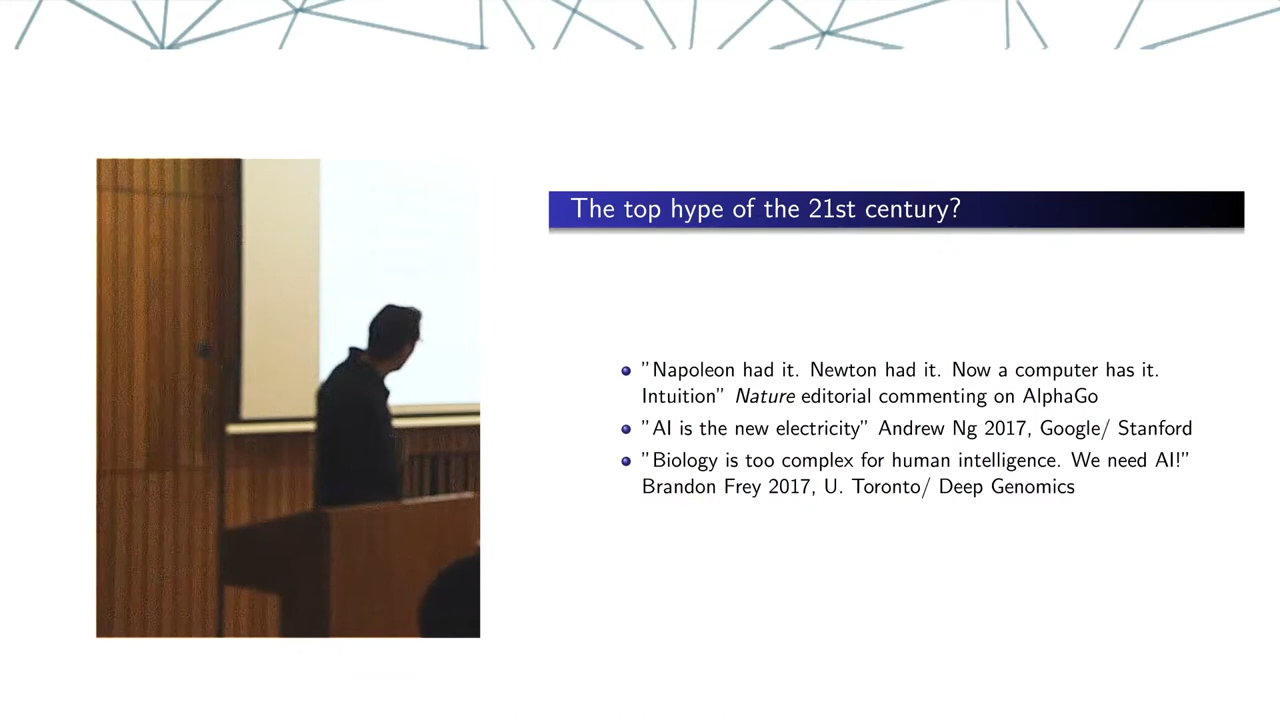 The top hype of the 21st century?
"Napoleon had it. Newton had it. Now a computer has it.
Intuition" Nature editorial commenting on AlphaGo
"AI is the new electricity" Andrew Ng 2017, Google/ Stanford
"Biology is too complex for human intelligence. We need AI!"
Brandon Frey 2017, U. Toronto/ Deep Genomics